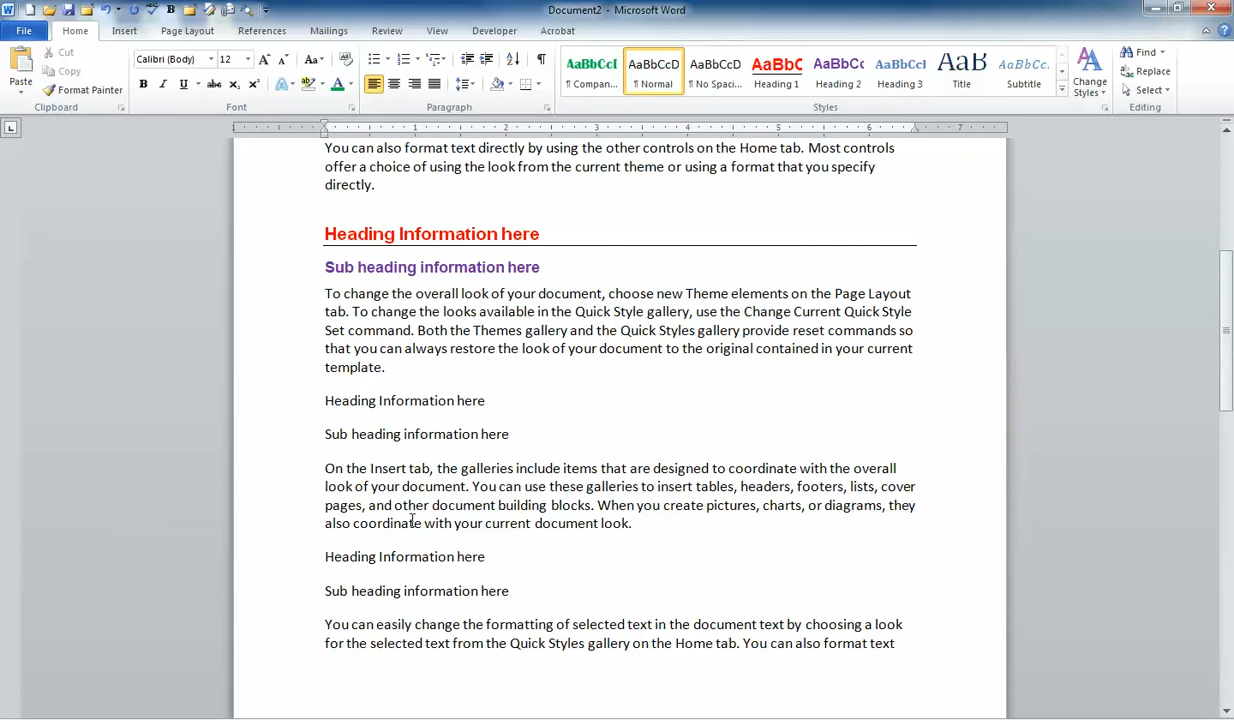 Document2 - Microsoft Word
File Home Insert Page Layout References Mailings Review View Developer Acrobat
Paste
Cut
Copy
Format Painter
Clipboard
Calibri (Body) 12
Font
Paragraph
AaBbCcI AaBbCcD AaBbCcD AaBbC AaBbCc AaBbCcI AaB AaBbCc.
¶ Compan... ¶ Normal ¶ No Spaci... Heading 1 Heading 2 Heading 3 Title Subtitle
Change Styles
Styles
Find
Replace
Select
Editing
1 1 2 3 4 5 6 7
You can also format text directly by using the other controls on the Home tab. Most controls
offer a choice of using the look from the current theme or using a format that you specify
directly.
Heading Information here
Sub heading information here
To change the overall look of your document, choose new Theme elements on the Page Layout
tab. To change the looks available in the Quick Style gallery, use the Change Current Quick Style
Set command. Both the Themes gallery and the Quick Styles gallery provide reset commands so
that you can always restore the look of your document to the original contained in your current
template.
Heading Information here
Sub heading information here
On the Insert tab, the galleries include items that are designed to coordinate with the overall
look of your document. You can use these galleries to insert tables, headers, footers, lists, cover
pages, and other document building blocks. When you create pictures, charts, or diagrams, they
also coordinate with your current document look.
Heading Information here
Sub heading information here
You can easily change the formatting of selected text in the document text by choosing a look
for the selected text from the Quick Styles gallery on the Home tab. You can also format text